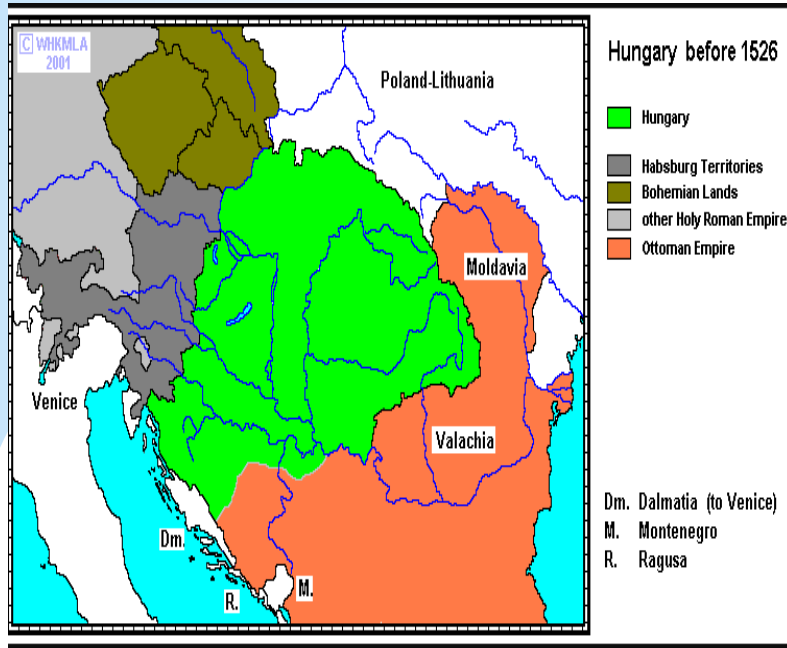 © WHKMLA
2001
Poland-Lithuania
Moldavia
Venice
Valachia
Dm.
R.
M.
Hungary before 1526
Hungary
Habsburg Territories
Bohemian Lands
other Holy Roman Empire
Ottoman Empire
Dm. Dalmatia (to Venice)
M. Montenegro
R. Ragusa